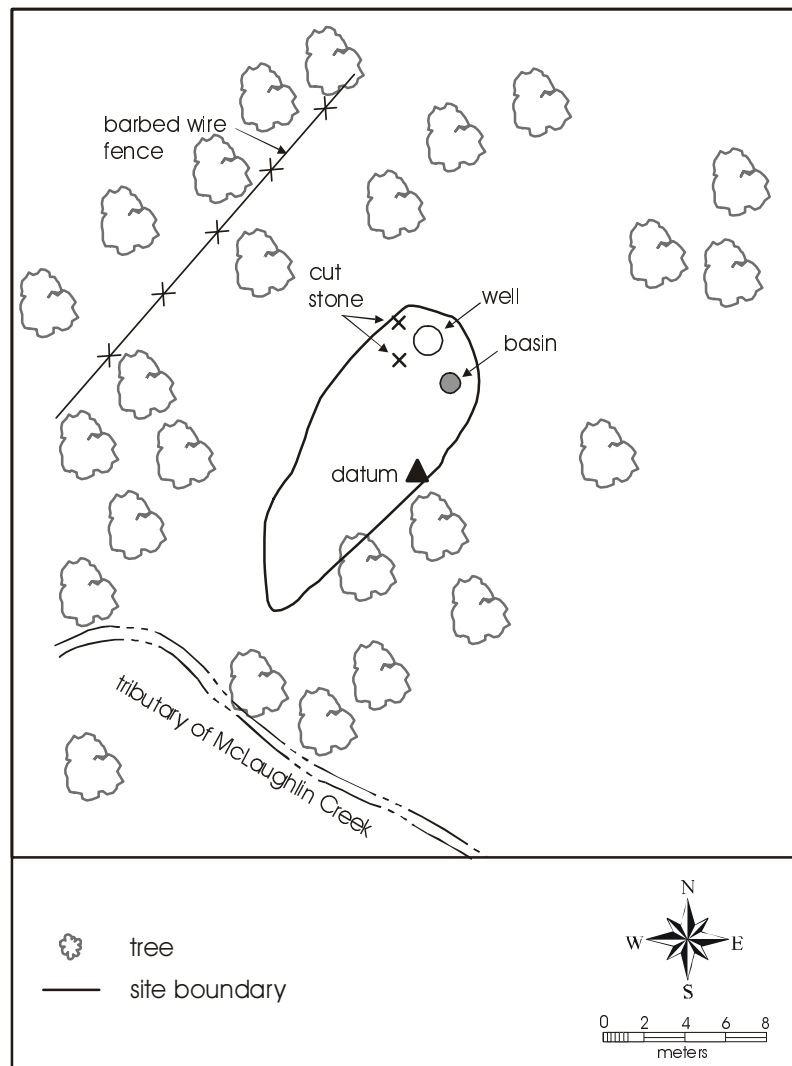 barbed wire
fence
cut
stone
well
basin
datum
tributary of McLaughlin Creek
tree
site boundary
N
W E
S
0 2 4 6 8
meters